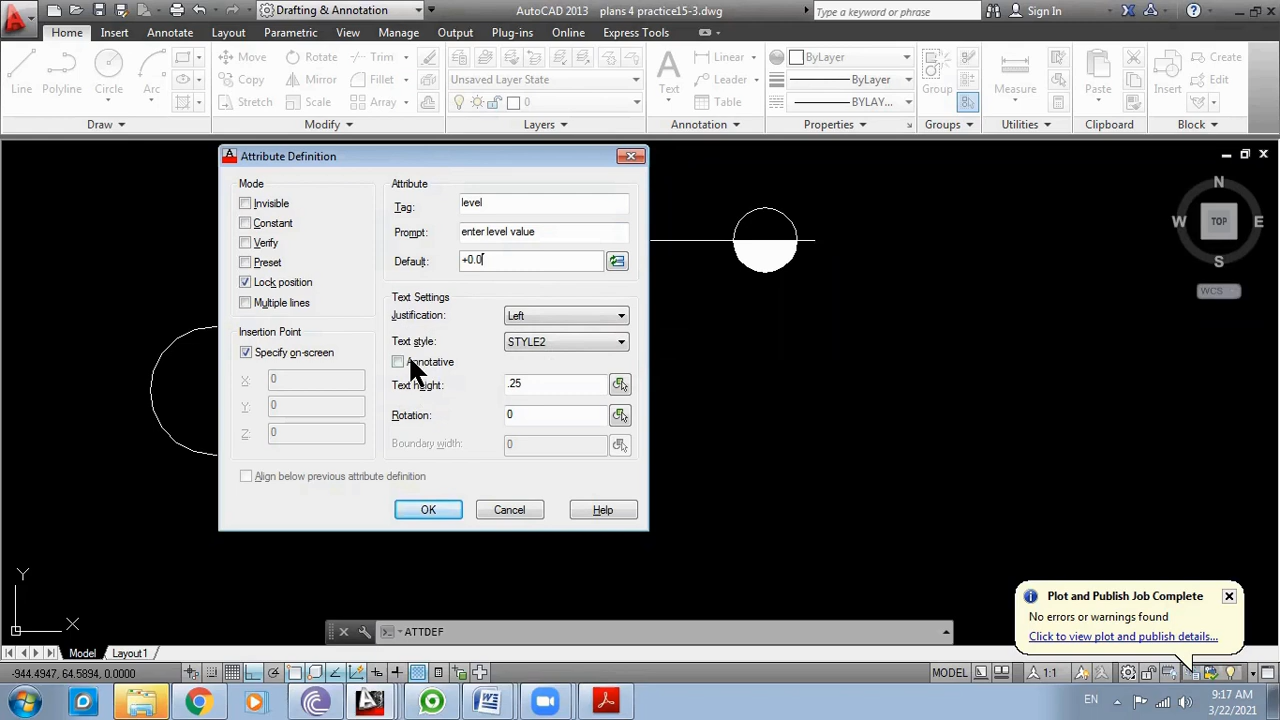 Drafting & Annotation
AutoCAD 2013 plans 4 practice15-3.dwg
Type a keyword or phrase
Sign In
Home Insert Annotate Layout Parametric View Manage Output Plug-ins Online Express Tools
Line Polyline Circle Arc
Move Rotate Trim
Copy Mirror Fillet
Stretch Scale Array
Unsaved Layer State
0
Text
Linear
Leader
Table
ByLayer
ByLayer
BYLAY...
Group
Measure
Paste
Insert
Create
Edit
Draw Modify Layers Annotation Properties Groups Utilities Clipboard Block
Attribute Definition
Mode
Invisible
Constant
Verify
Preset
Lock position
Multiple lines
Insertion Point
Specify on-screen
X: 0
Y: 0
Z: 0
Attribute
Tag: level
Prompt: enter level value
Default: +0.0
Text Settings
Justification: Left
Text style: STYLE2
Annotative
Text height: .25
Rotation: 0
Boundary width: 0
Align below previous attribute definition
OK Cancel Help
N
W TOP E
S
WCS
Y
X
Plot and Publish Job Complete
No errors or warnings found
Click to view plot and publish details...
ATTDEF
Model Layout1
-944.4947, 64.5894, 0.0000
MODEL
1:1
EN
9:17 AM
3/22/2021